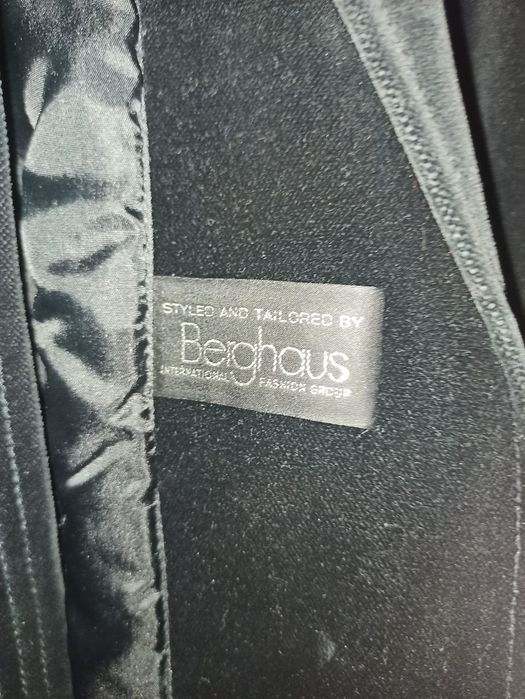 STYLED AND TAILORED BY
Berghaus
INTERNATIONAL FASHION GROUP